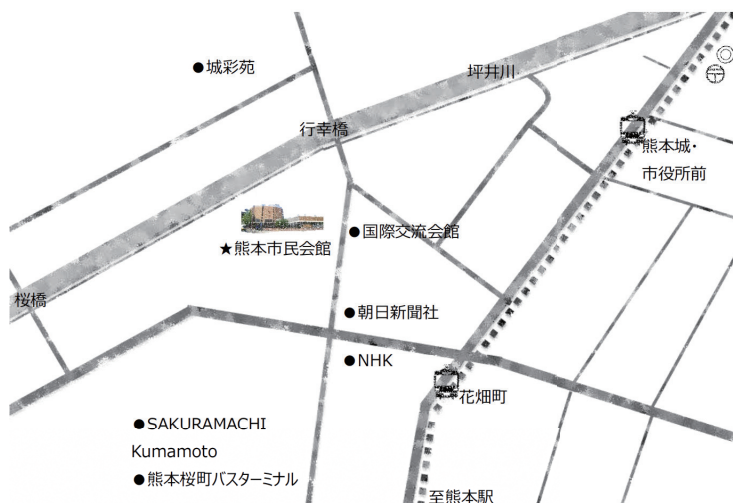 ●城彩苑
坪井川
行幸橋
熊本城・
市役所前
●国際交流会館
★熊本市民会館
桜橋
●朝日新聞社
●NHK
花畑町
●SAKURAMACHI
Kumamoto
●熊本桜町バスターミナル
至熊本駅